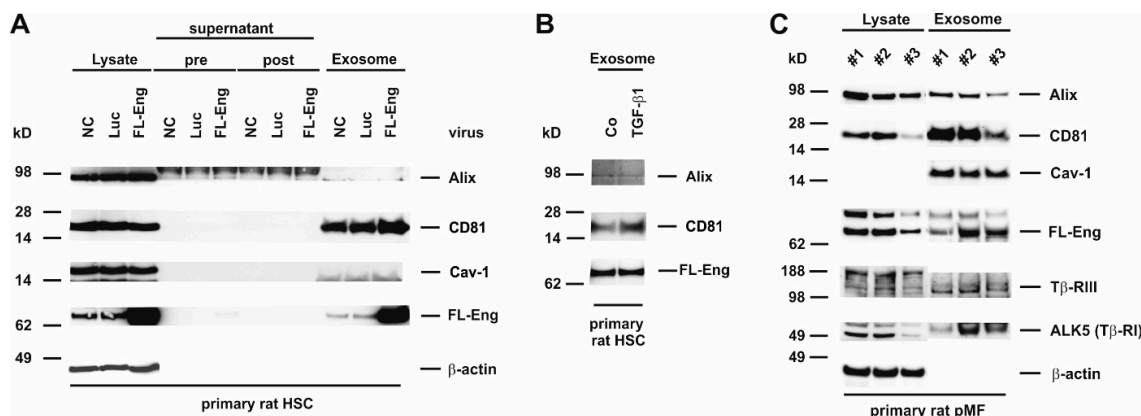 A
supernatant
Lysate pre post Exosome
NC Luc FL-Eng NC Luc FL-Eng NC Luc FL-Eng NC Luc FL-Eng
kD virus
98 Alix
28
CD81
14
Cav-1
14
FL-Eng
62
49
β-actin
primary rat HSC
B
Exosome
Co TGF-β1
kD
98 Alix
28
CD81
14
FL-Eng
62
primary
rat HSC
C
Lysate Exosome
kD #1 #2 #3 #1 #2 #3
98 Alix
28
CD81
14
Cav-1
14
FL-Eng
62
188
Tβ-RIII
98
ALK5 (Tβ-RI)
49
49
β-actin
primary rat pMF